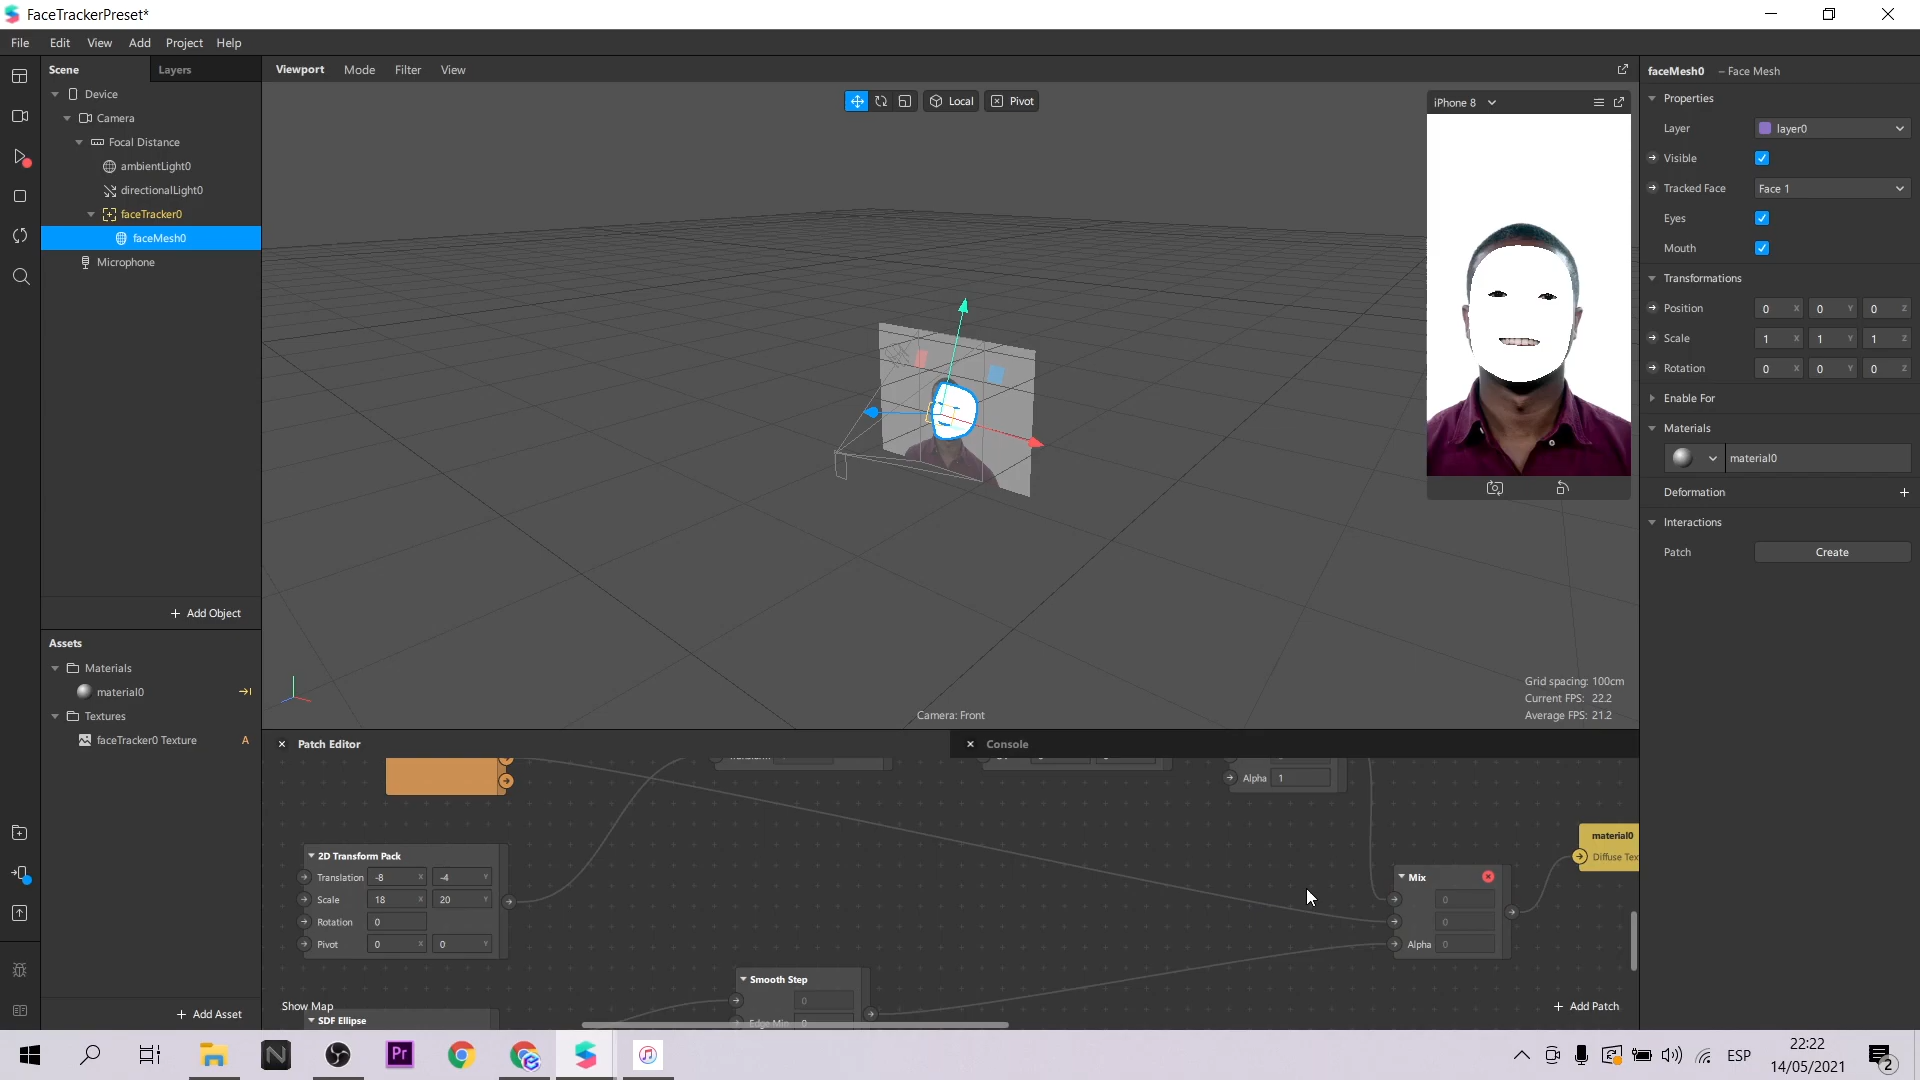 FaceTrackerPreset*
File Edit View Add Project Help
Scene Layers
Device
Camera
Focal Distance
ambientLight0
directionalLight0
faceTracker0
faceMesh0
Microphone
+ Add Object
Assets
Materials
material0
Textures
faceTracker0 Texture A
+ Add Asset
Viewport Mode Filter View
Local Pivot
iPhone 8
Grid spacing: 100cm
Current FPS: 22.2
Average FPS: 21.2
Camera: Front
Patch Editor
Console
Alpha 1
2D Transform Pack
Translation -8 X -4 Y
Scale 18 X 20 Y
Rotation 0
Pivot 0 X 0 Y
Smooth Step
0
Edge Min 0
Show Map
SDF Ellipse
Mix
0
0
Alpha 0
material0
Diffuse Tex
+ Add Patch
faceMesh0 – Face Mesh
Properties
Layer layer0
Visible
Tracked Face Face 1
Eyes
Mouth
Transformations
Position 0 X 0 Y 0 Z
Scale 1 X 1 Y 1 Z
Rotation 0 X 0 Y 0 Z
Enable For
Materials
material0
Deformation +
Interactions
Patch Create
N Pr ESP
22:22
14/05/2021
2